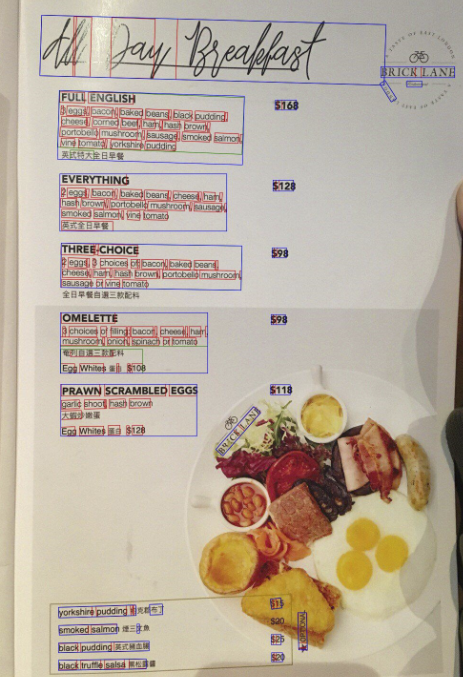 All Day Breakfast
A TASTE OF EAST LONDON
BRICK LANE
FULL ENGLISH $168
3 eggs, bacon, baked beans, black pudding,
cheese, corned beef, ham, hash brown,
portobello mushroom, sausage, smoked salmon,
vine tomato, yorkshire pudding
英式特大全日早餐
EVERYTHING $128
2 eggs, bacon, baked beans, cheese, ham,
hash brown, portobello mushroom, sausage,
smoked salmon, vine tomato
英式全日早餐
THREE-CHOICE $98
2 eggs, 3 choices of: bacon, baked beans,
cheese, ham, hash brown, portobello mushroom,
sausage or vine tomato
全日早餐自選三款配料
OMELETTE $98
3 choices of filling: bacon, cheese, ham,
mushroom, onion, spinach or tomato
奄列自選三款配料
Egg Whites 蛋白 $108
PRAWN SCRAMBLED EGGS $118
garlic shoot, hash brown
大蝦炒嫩蛋
Egg Whites 蛋白 $128
BRICK LANE
yorkshire pudding 約克郡布丁 $15
smoked salmon 煙三文魚 $20
black pudding 英式豬血腸 $25
black truffle salsa 黑松露醬 $20